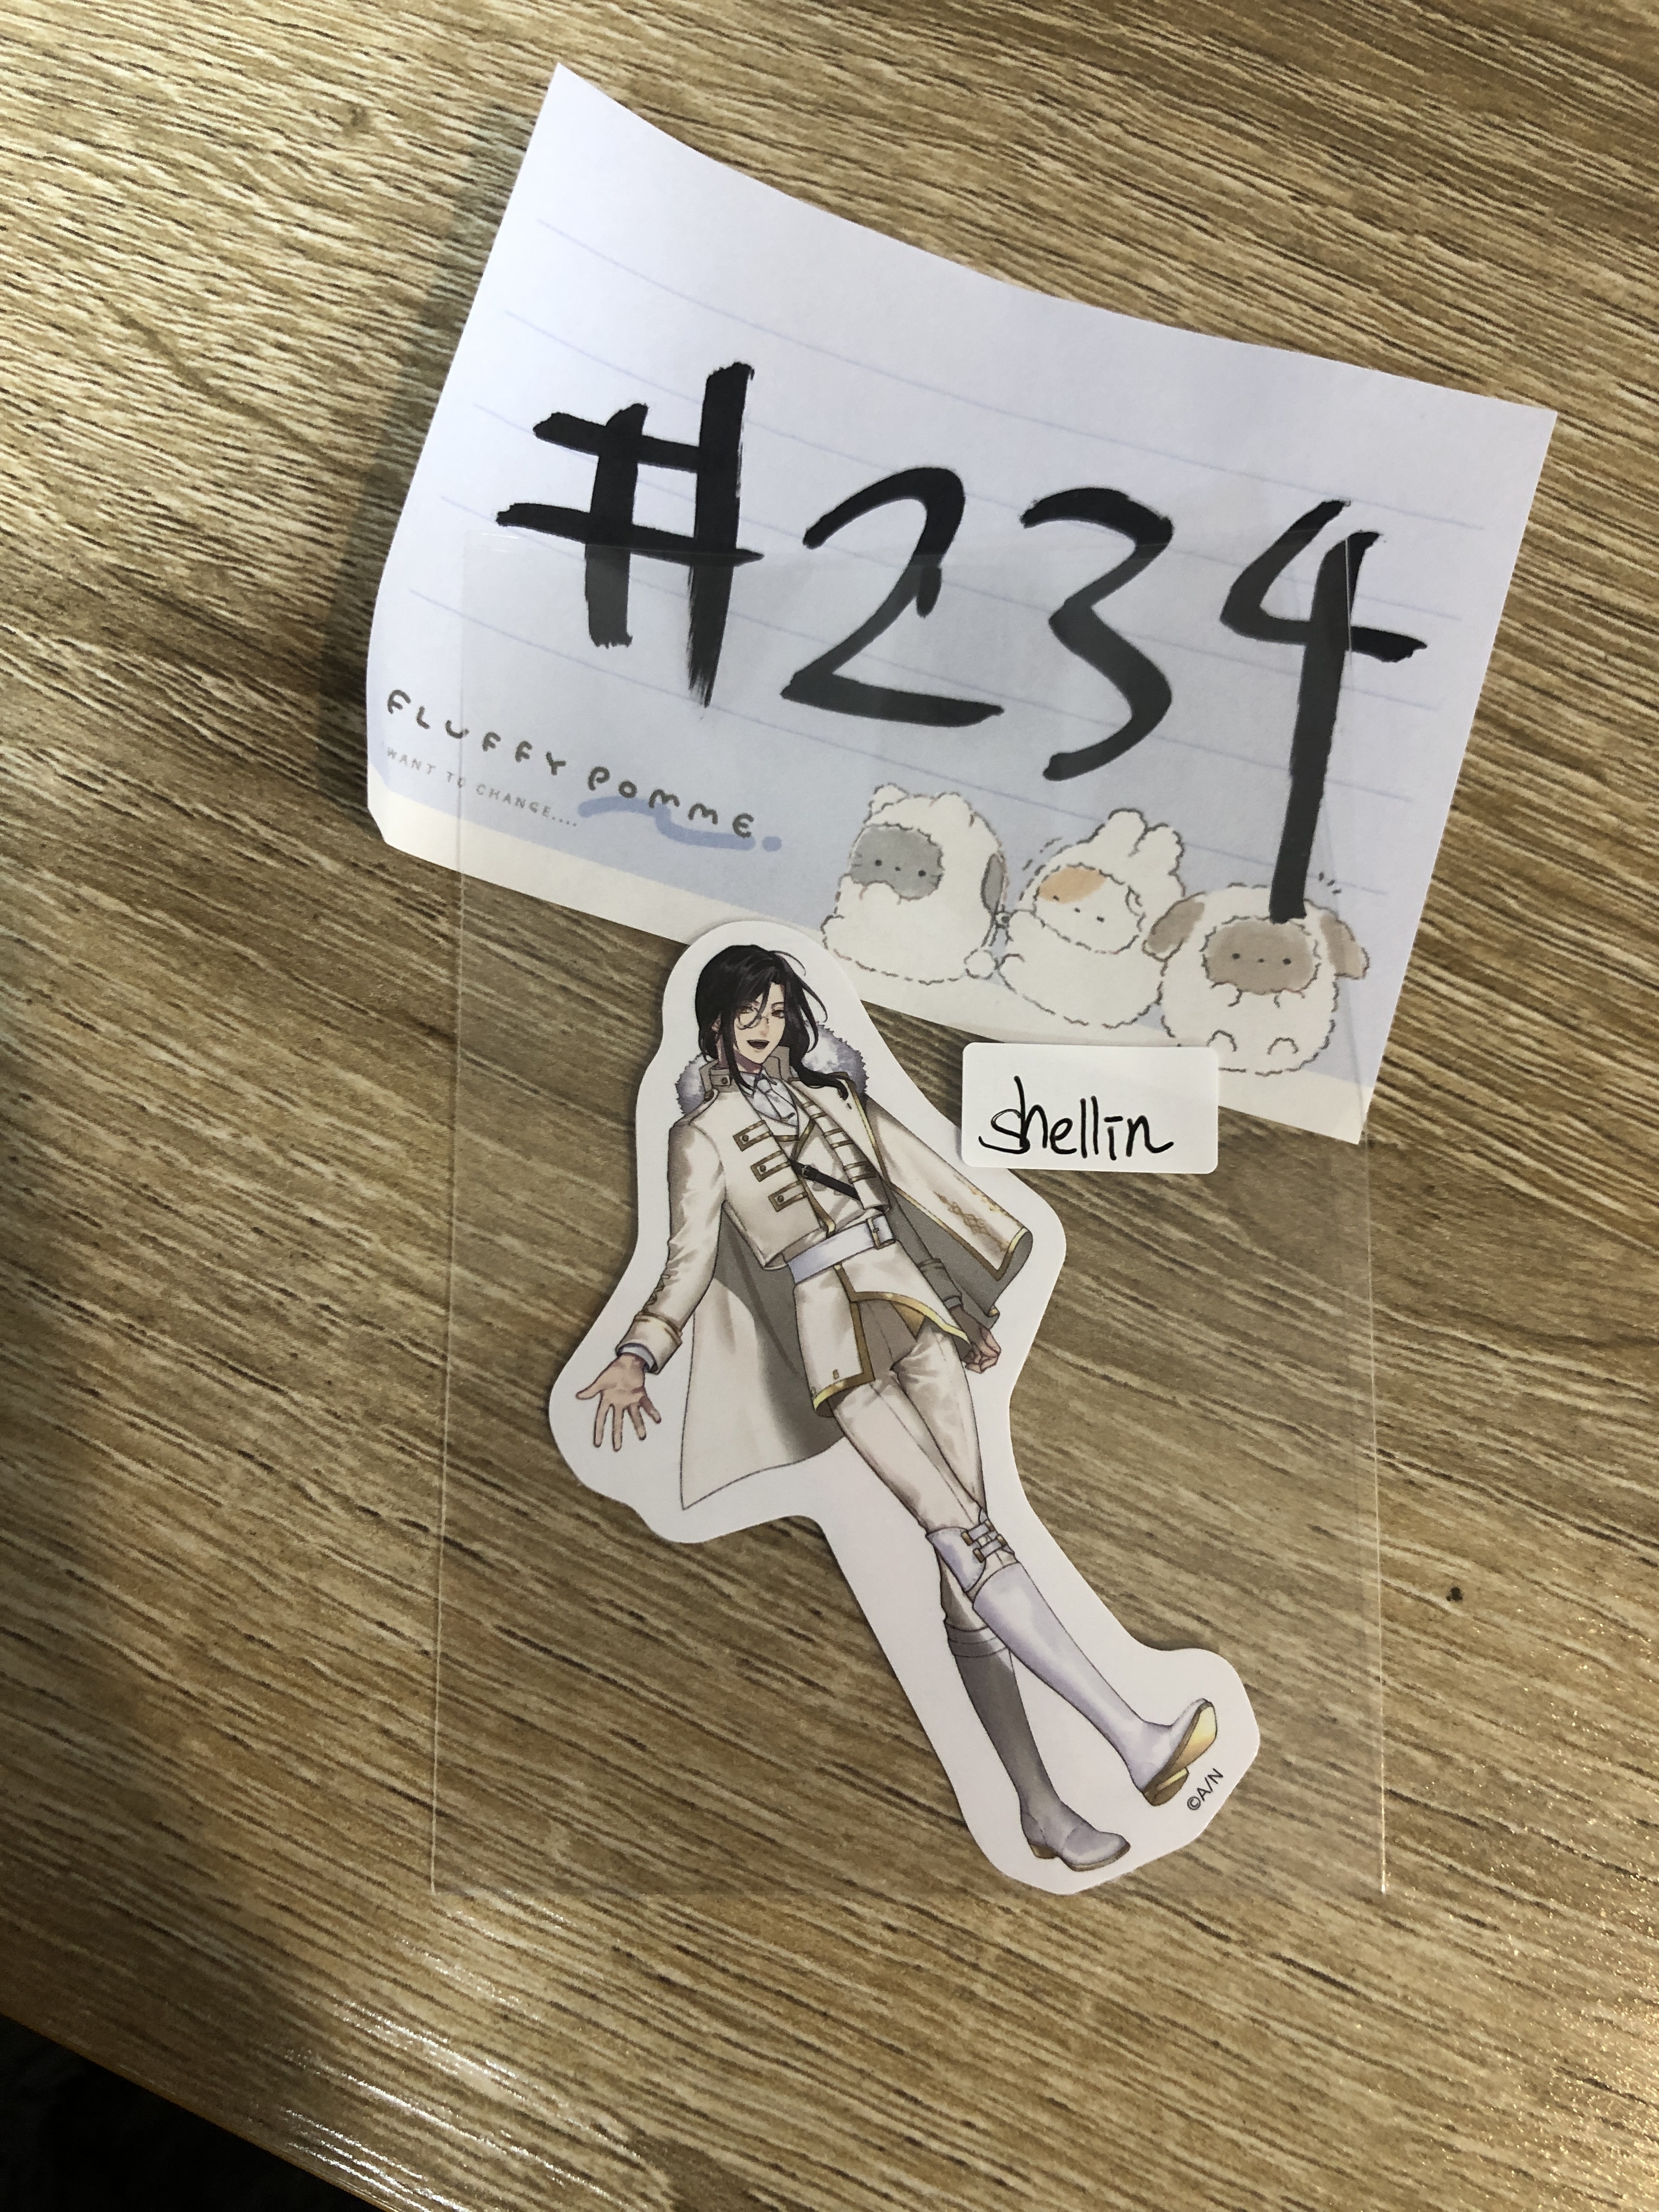 #234
FLUFFY POMME.
WANT TO CHANGE....
shellin
©A/N